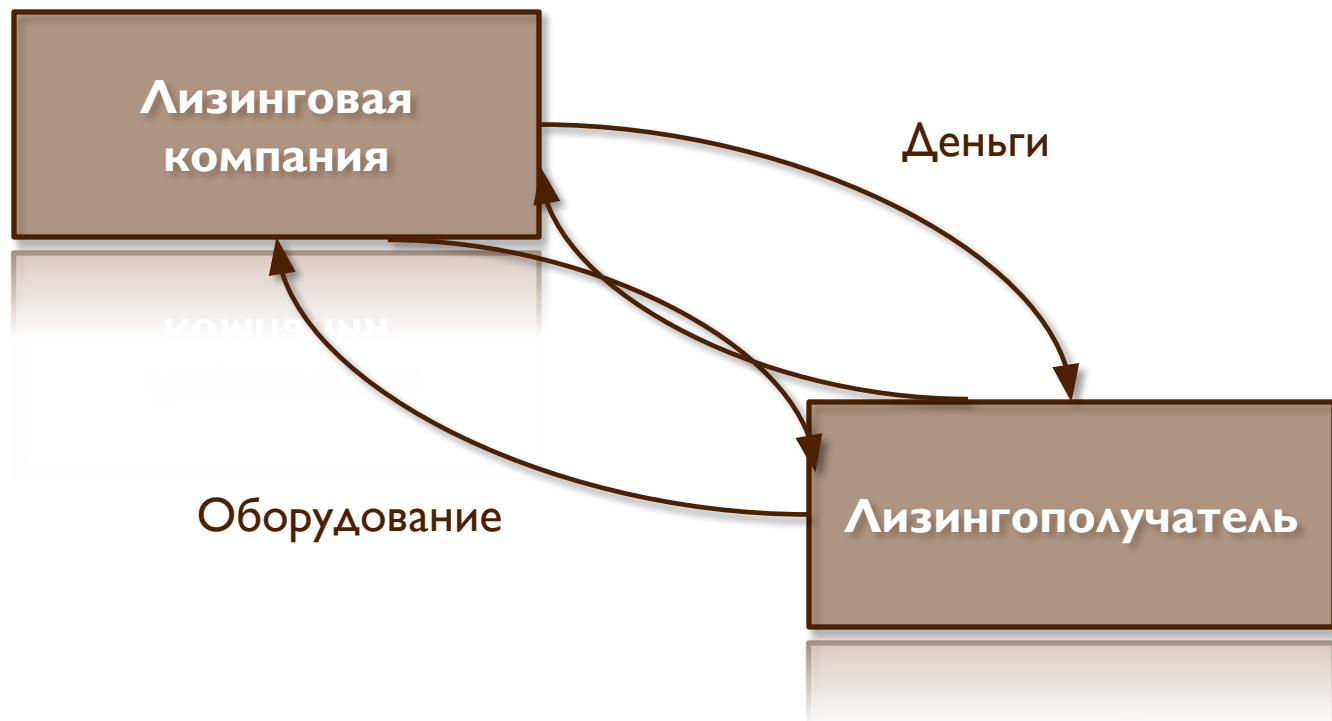 Лизинговая
компания
Деньги
Оборудование
Лизингополучатель